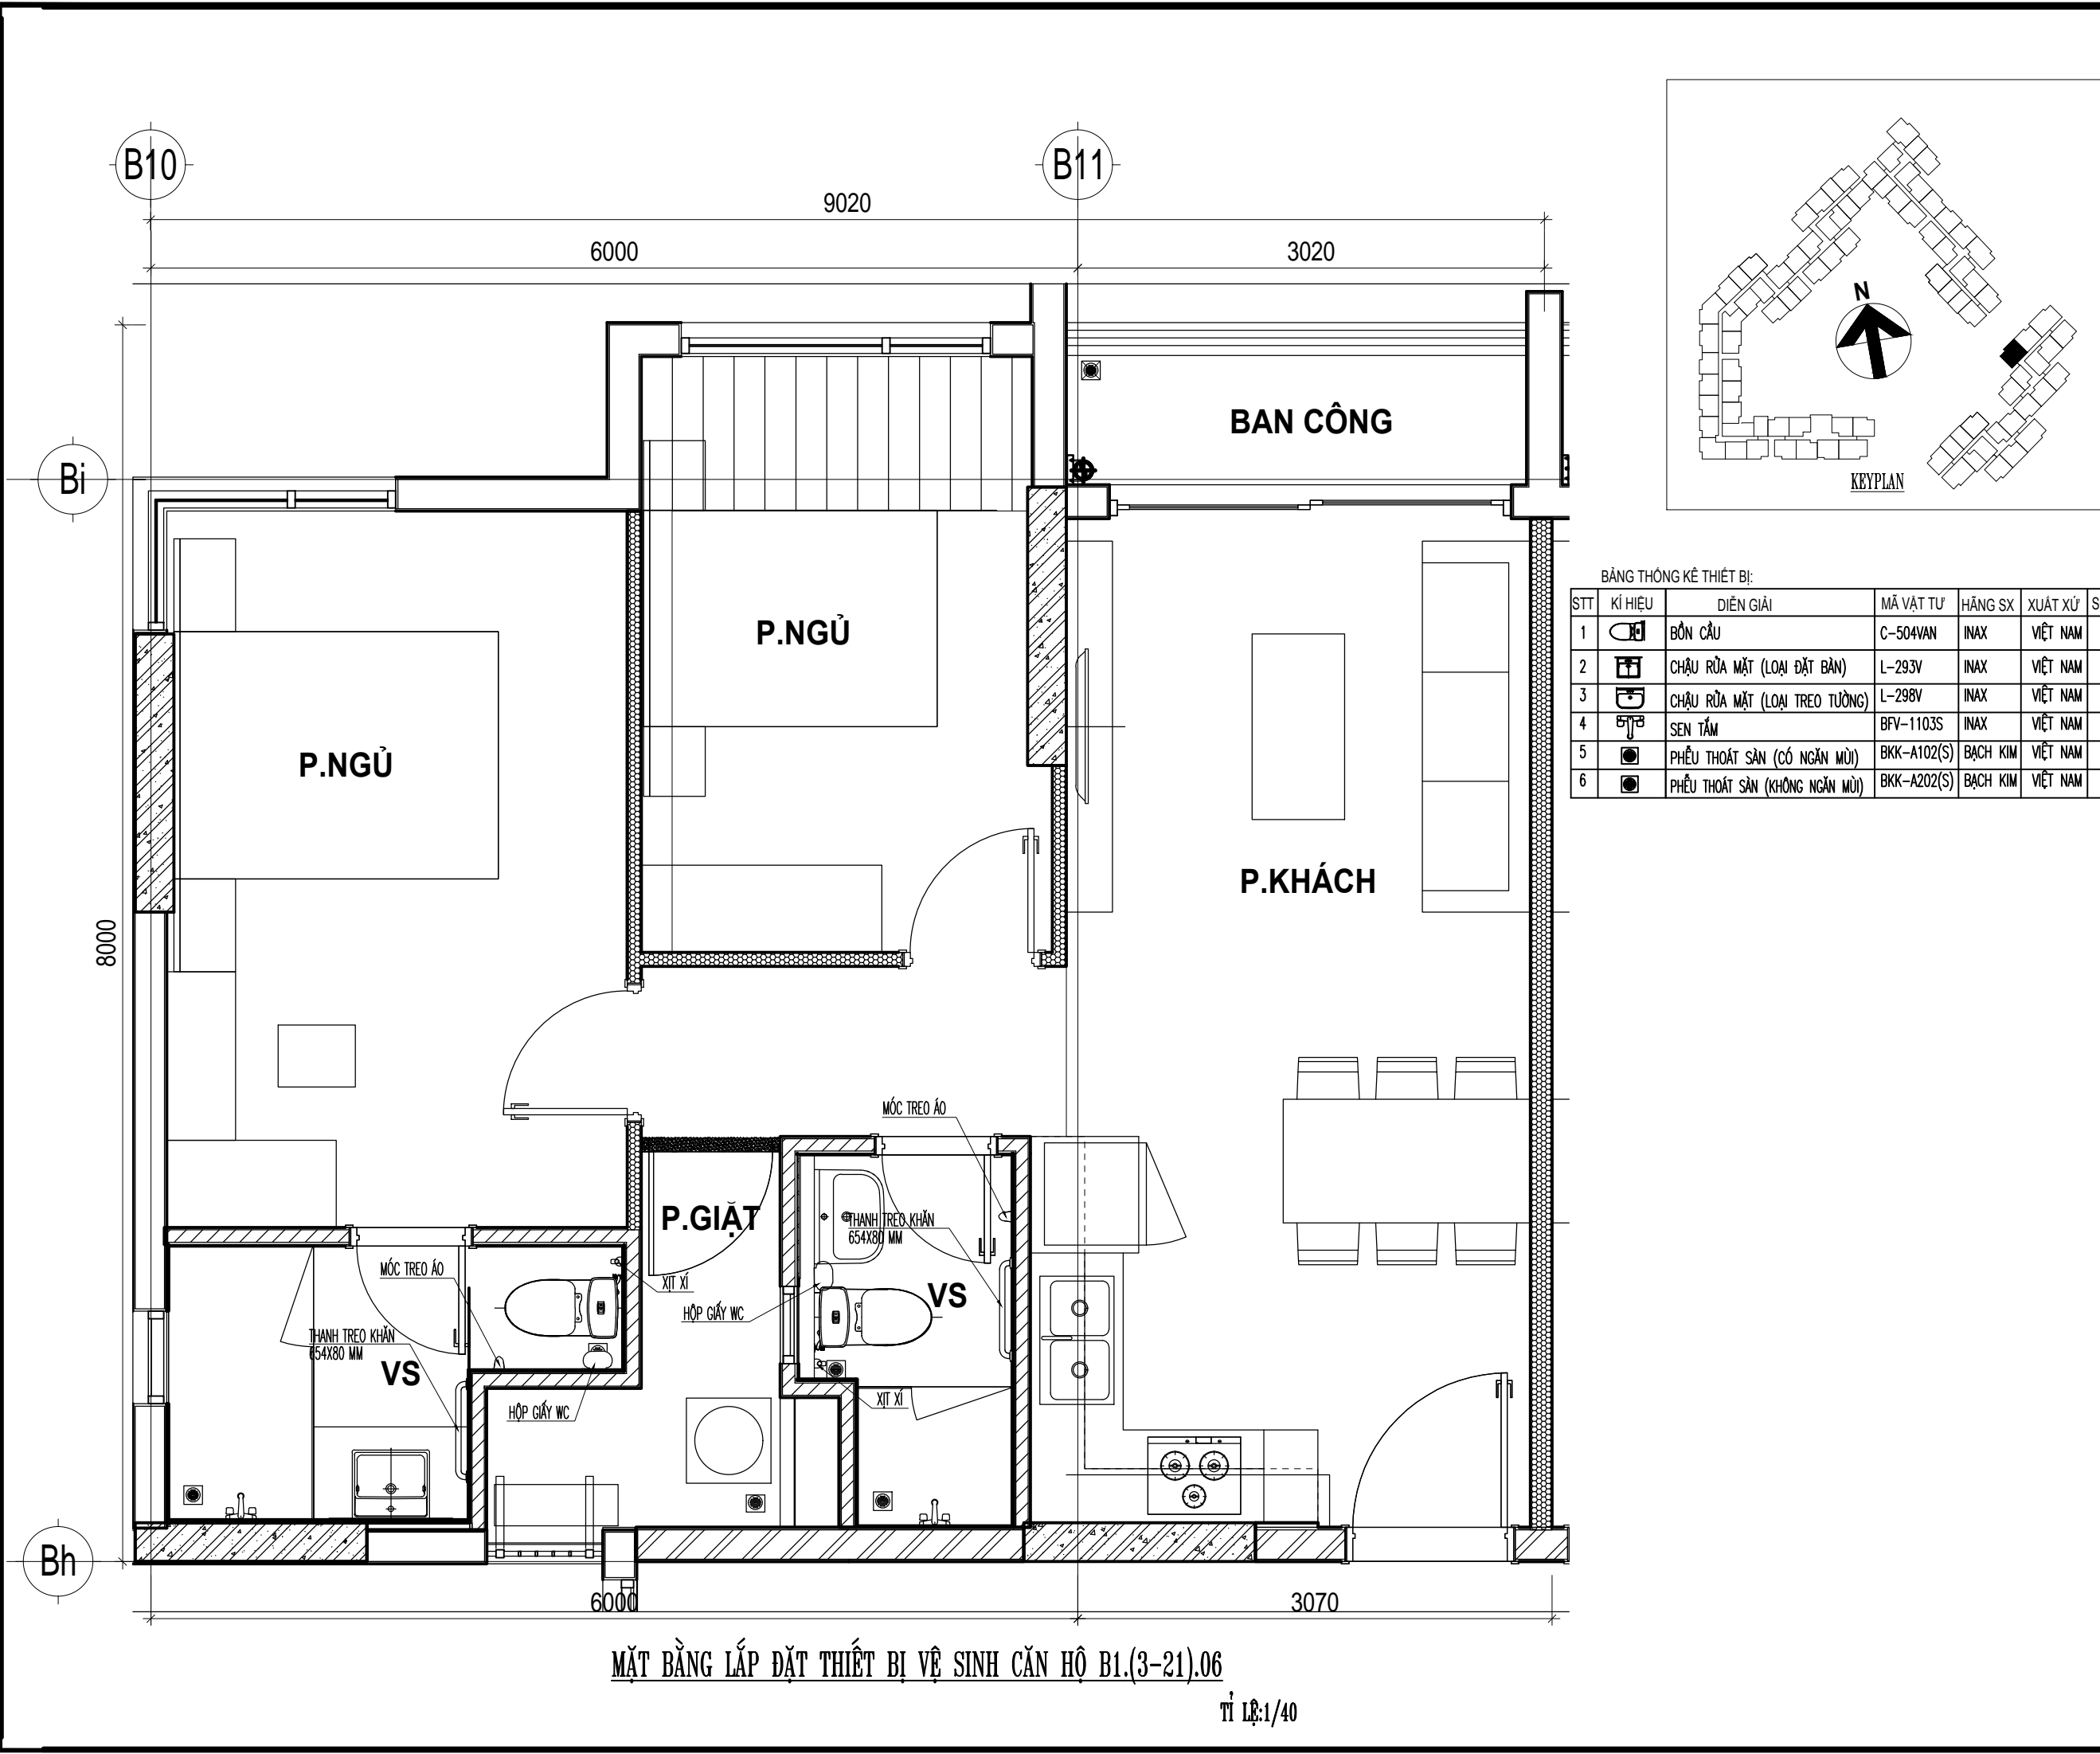 B10
B11
9020
6000
3020
N
BAN CÔNG
Bi
KEYPLAN
BẢNG THỐNG KÊ THIẾT BỊ:
STT KÍ HIỆU DIỄN GIẢI MÃ VẬT TƯ HÃNG SX XUẤT XỨ S
1 BỒN CẦU C-504VAN INAX VIỆT NAM
2 CHẬU RỬA MẶT (LOẠI ĐẶT BÀN) L-293V INAX VIỆT NAM
3 CHẬU RỬA MẶT (LOẠI TREO TƯỜNG) L-298V INAX VIỆT NAM
4 SEN TẮM BFV-1103S INAX VIỆT NAM
5 PHỄU THOÁT SÀN (CÓ NGĂN MÙI) BKK-A102(S) BẠCH KIM VIỆT NAM
6 PHỄU THOÁT SÀN (KHÔNG NGĂN MÙI) BKK-A202(S) BẠCH KIM VIỆT NAM
P.NGỦ
P.NGỦ
P.KHÁCH
8000
MÓC TREO ÁO
P.GIẶT
THANH TREO KHĂN
654X80 MM
MÓC TREO ÁO
XỊT XÍ
HỘP GIẤY WC
VS
THANH TREO KHĂN
654X80 MM
VS
XỊT XÍ
HỘP GIẤY WC
Bh
6000
3070
MẶT BẰNG LẮP ĐẶT THIẾT BỊ VỆ SINH CĂN HỘ B1.(3-21).06
TỈ LỆ:1/40